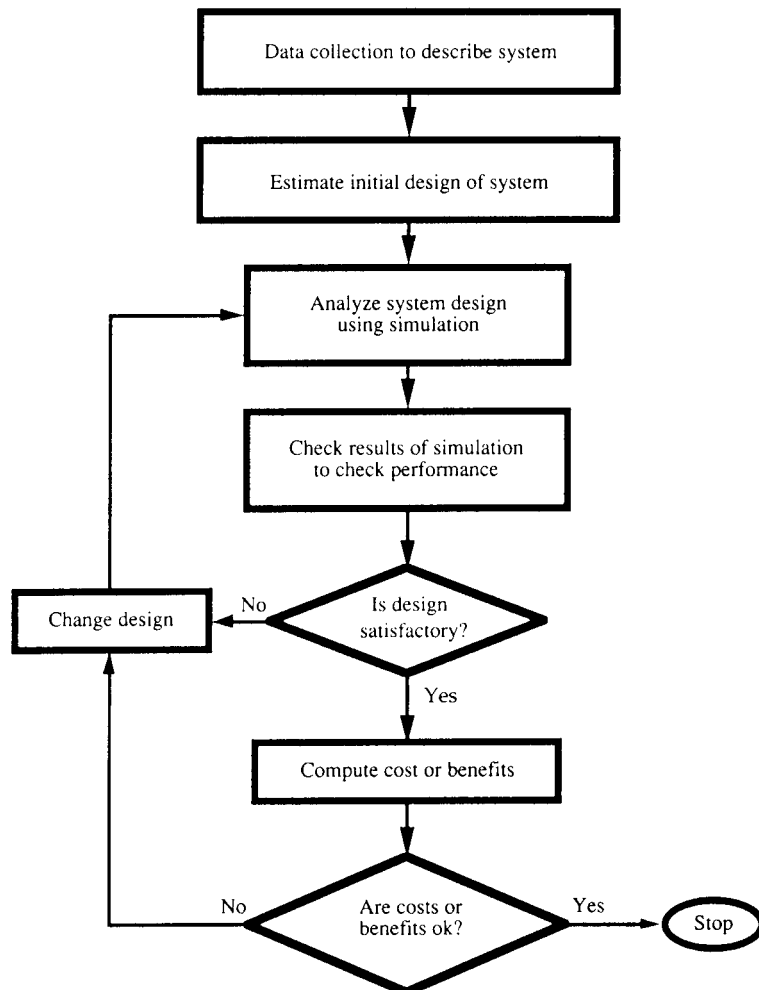 Data collection to describe system
Estimate initial design of system
Analyze system design
using simulation
Check results of simulation
to check performance
Change design
No
Is design
satisfactory?
Yes
Compute cost or benefits
No
Are costs or
benefits ok?
Yes
Stop